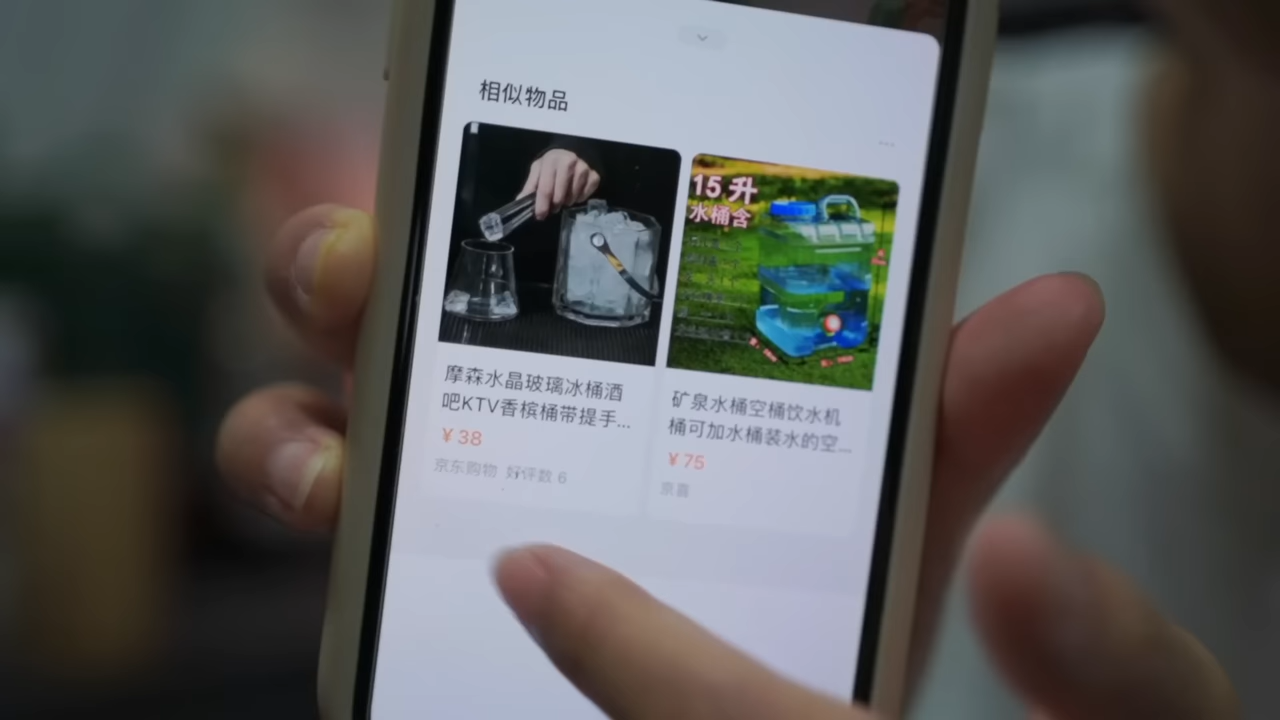 相似物品
15升
水桶含
摩森水晶玻璃冰桶酒
吧KTV香槟桶带提手...
¥38
京东购物 好评数 6
矿泉水桶空桶饮水机
桶可加水桶装水的空...
¥75
京喜